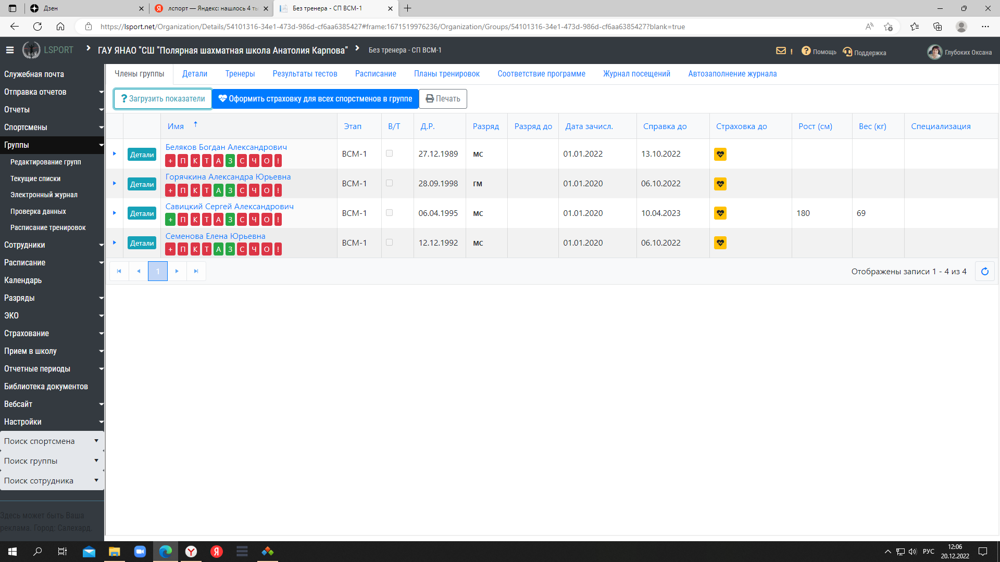 Дзен
лспорт — Яндекс: нашлось 4 ты
Без тренера - СП ВСМ-1
https://lsport.net/Organization/Details/54101316-34e1-473d-986d-cf6aa6385427#frame:1671519976236/Organization/Groups/54101316-34e1-473d-986d-cf6aa6385427?blank=true
LSPORT
ГАУ ЯНАО "СШ "Полярная шахматная школа Анатолия Карпова"
Без тренера - СП ВСМ-1
!
Помощь
Поддержка
Глубоких Оксана
Служебная почта
Отправка отчетов
Отчеты
Спортсмены
Группы
Редактирование групп
Текущие списки
Электронный журнал
Проверка данных
Расписание тренировок
Сотрудники
Расписание
Календарь
Разряды
ЭКО
Страхование
Прием в школу
Отчетные периоды
Библиотека документов
Вебсайт
Настройки
Поиск спортсмена
Поиск группы
Поиск сотрудника
Здесь может быть Ваша
реклама. Город: Салехард.
Члены группы Детали Тренеры Результаты тестов Расписание Планы тренировок Соответствие программе Журнал посещений Автозаполнение журнала
? Загрузить показатели Оформить страховку для всех спорстменов в группе Печать
Имя Этап В/Т Д.Р. Разряд Разряд до Дата зачисл. Справка до Страховка до Рост (см) Вес (кг) Специализация
Беляков Богдан Александрович
Детали ВСМ-1 27.12.1989 МС 01.01.2022 13.10.2022
+ П К Т А З С Ч О !
Горячкина Александра Юрьевна
Детали ВСМ-1 28.09.1998 ГМ 01.01.2020 06.10.2022
+ П К Т А З С Ч О !
Савицкий Сергей Александрович
Детали ВСМ-1 06.04.1995 МС 01.01.2020 10.04.2023 180 69
+ П К Т А З С Ч О !
Семенова Елена Юрьевна
Детали ВСМ-1 12.12.1992 МС 01.01.2020 06.10.2022
+ П К Т А З С Ч О !
1
Отображены записи 1 - 4 из 4
РУС
12:06
20.12.2022